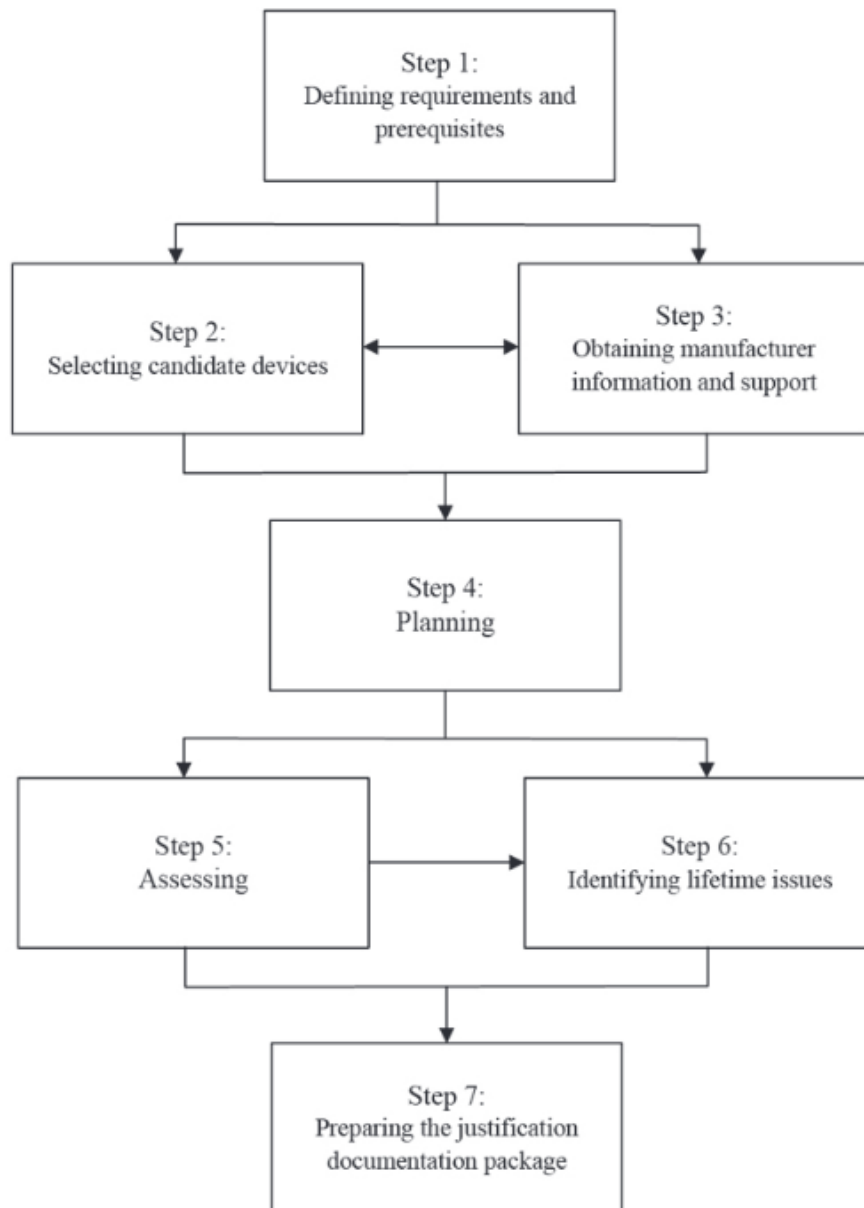 Step 1:
Defining requirements and
prerequisites
Step 2:
Selecting candidate devices
Step 3:
Obtaining manufacturer
information and support
Step 4:
Planning
Step 5:
Assessing
Step 6:
Identifying lifetime issues
Step 7:
Preparing the justification
documentation package